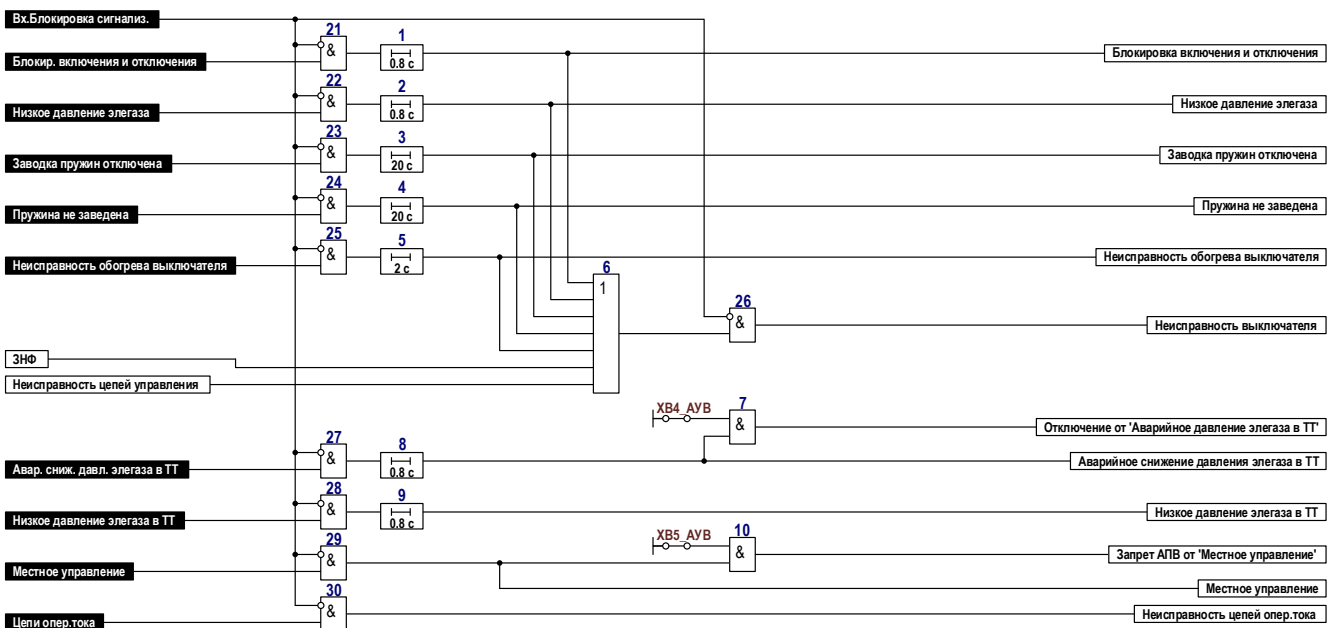 Вх.Блокировка сигнализ.
21
&
1
0.8 с
Блокир. включения и отключения
Блокировка включения и отключения
22
&
2
0.8 с
Низкое давление элегаза
Низкое давление элегаза
23
&
3
20 с
Заводка пружин отключена
Заводка пружин отключена
24
&
4
20 с
Пружина не заведена
Пружина не заведена
25
&
5
2 с
Неисправность обогрева выключателя
Неисправность обогрева выключателя
6
1
26
&
Неисправность выключателя
ЗНФ
Неисправность цепей управления
XB4_АУВ
7
&
Отключение от 'Аварийное давление элегаза в ТТ'
27
&
8
0.8 с
Авар. сниж. давл. элегаза в ТТ
Аварийное снижение давления элегаза в ТТ
28
&
9
0.8 с
Низкое давление элегаза в ТТ
Низкое давление элегаза в ТТ
29
&
XB5_АУВ
10
&
Запрет АПВ от 'Местное управление'
Местное управление
Местное управление
30
&
Цепи опер.тока
Неисправность цепей опер.тока